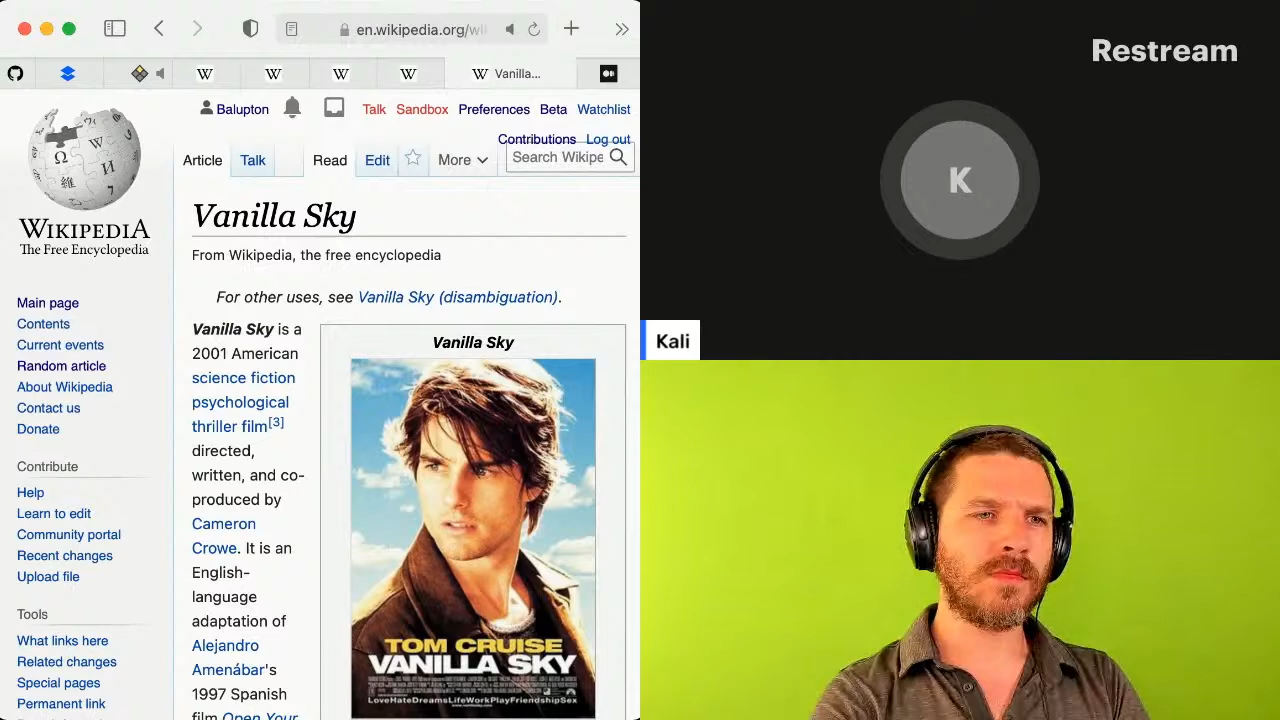 en.wikipedia.org/wi
W
W
W
W
W Vanilla...
Balupton Talk Sandbox Preferences Beta Watchlist
Contributions Log out
Article Talk Read Edit More Search Wikipe
WIKIPEDIA
The Free Encyclopedia
Main page
Contents
Current events
Random article
About Wikipedia
Contact us
Donate
Contribute
Help
Learn to edit
Community portal
Recent changes
Upload file
Tools
What links here
Related changes
Special pages
Permanent link
Vanilla Sky
From Wikipedia, the free encyclopedia
For other uses, see Vanilla Sky (disambiguation).
Vanilla Sky is a
2001 American
science fiction
psychological
thriller film[3]
directed,
written, and co-
produced by
Cameron
Crowe. It is an
English-
language
adaptation of
Alejandro
Amenábar's
1997 Spanish
film Open Your
Vanilla Sky
TOM CRUISE
VANILLA SKY
LoveHateDreamsLifeWorkPlayFriendshipSex
Restream
K
Kali